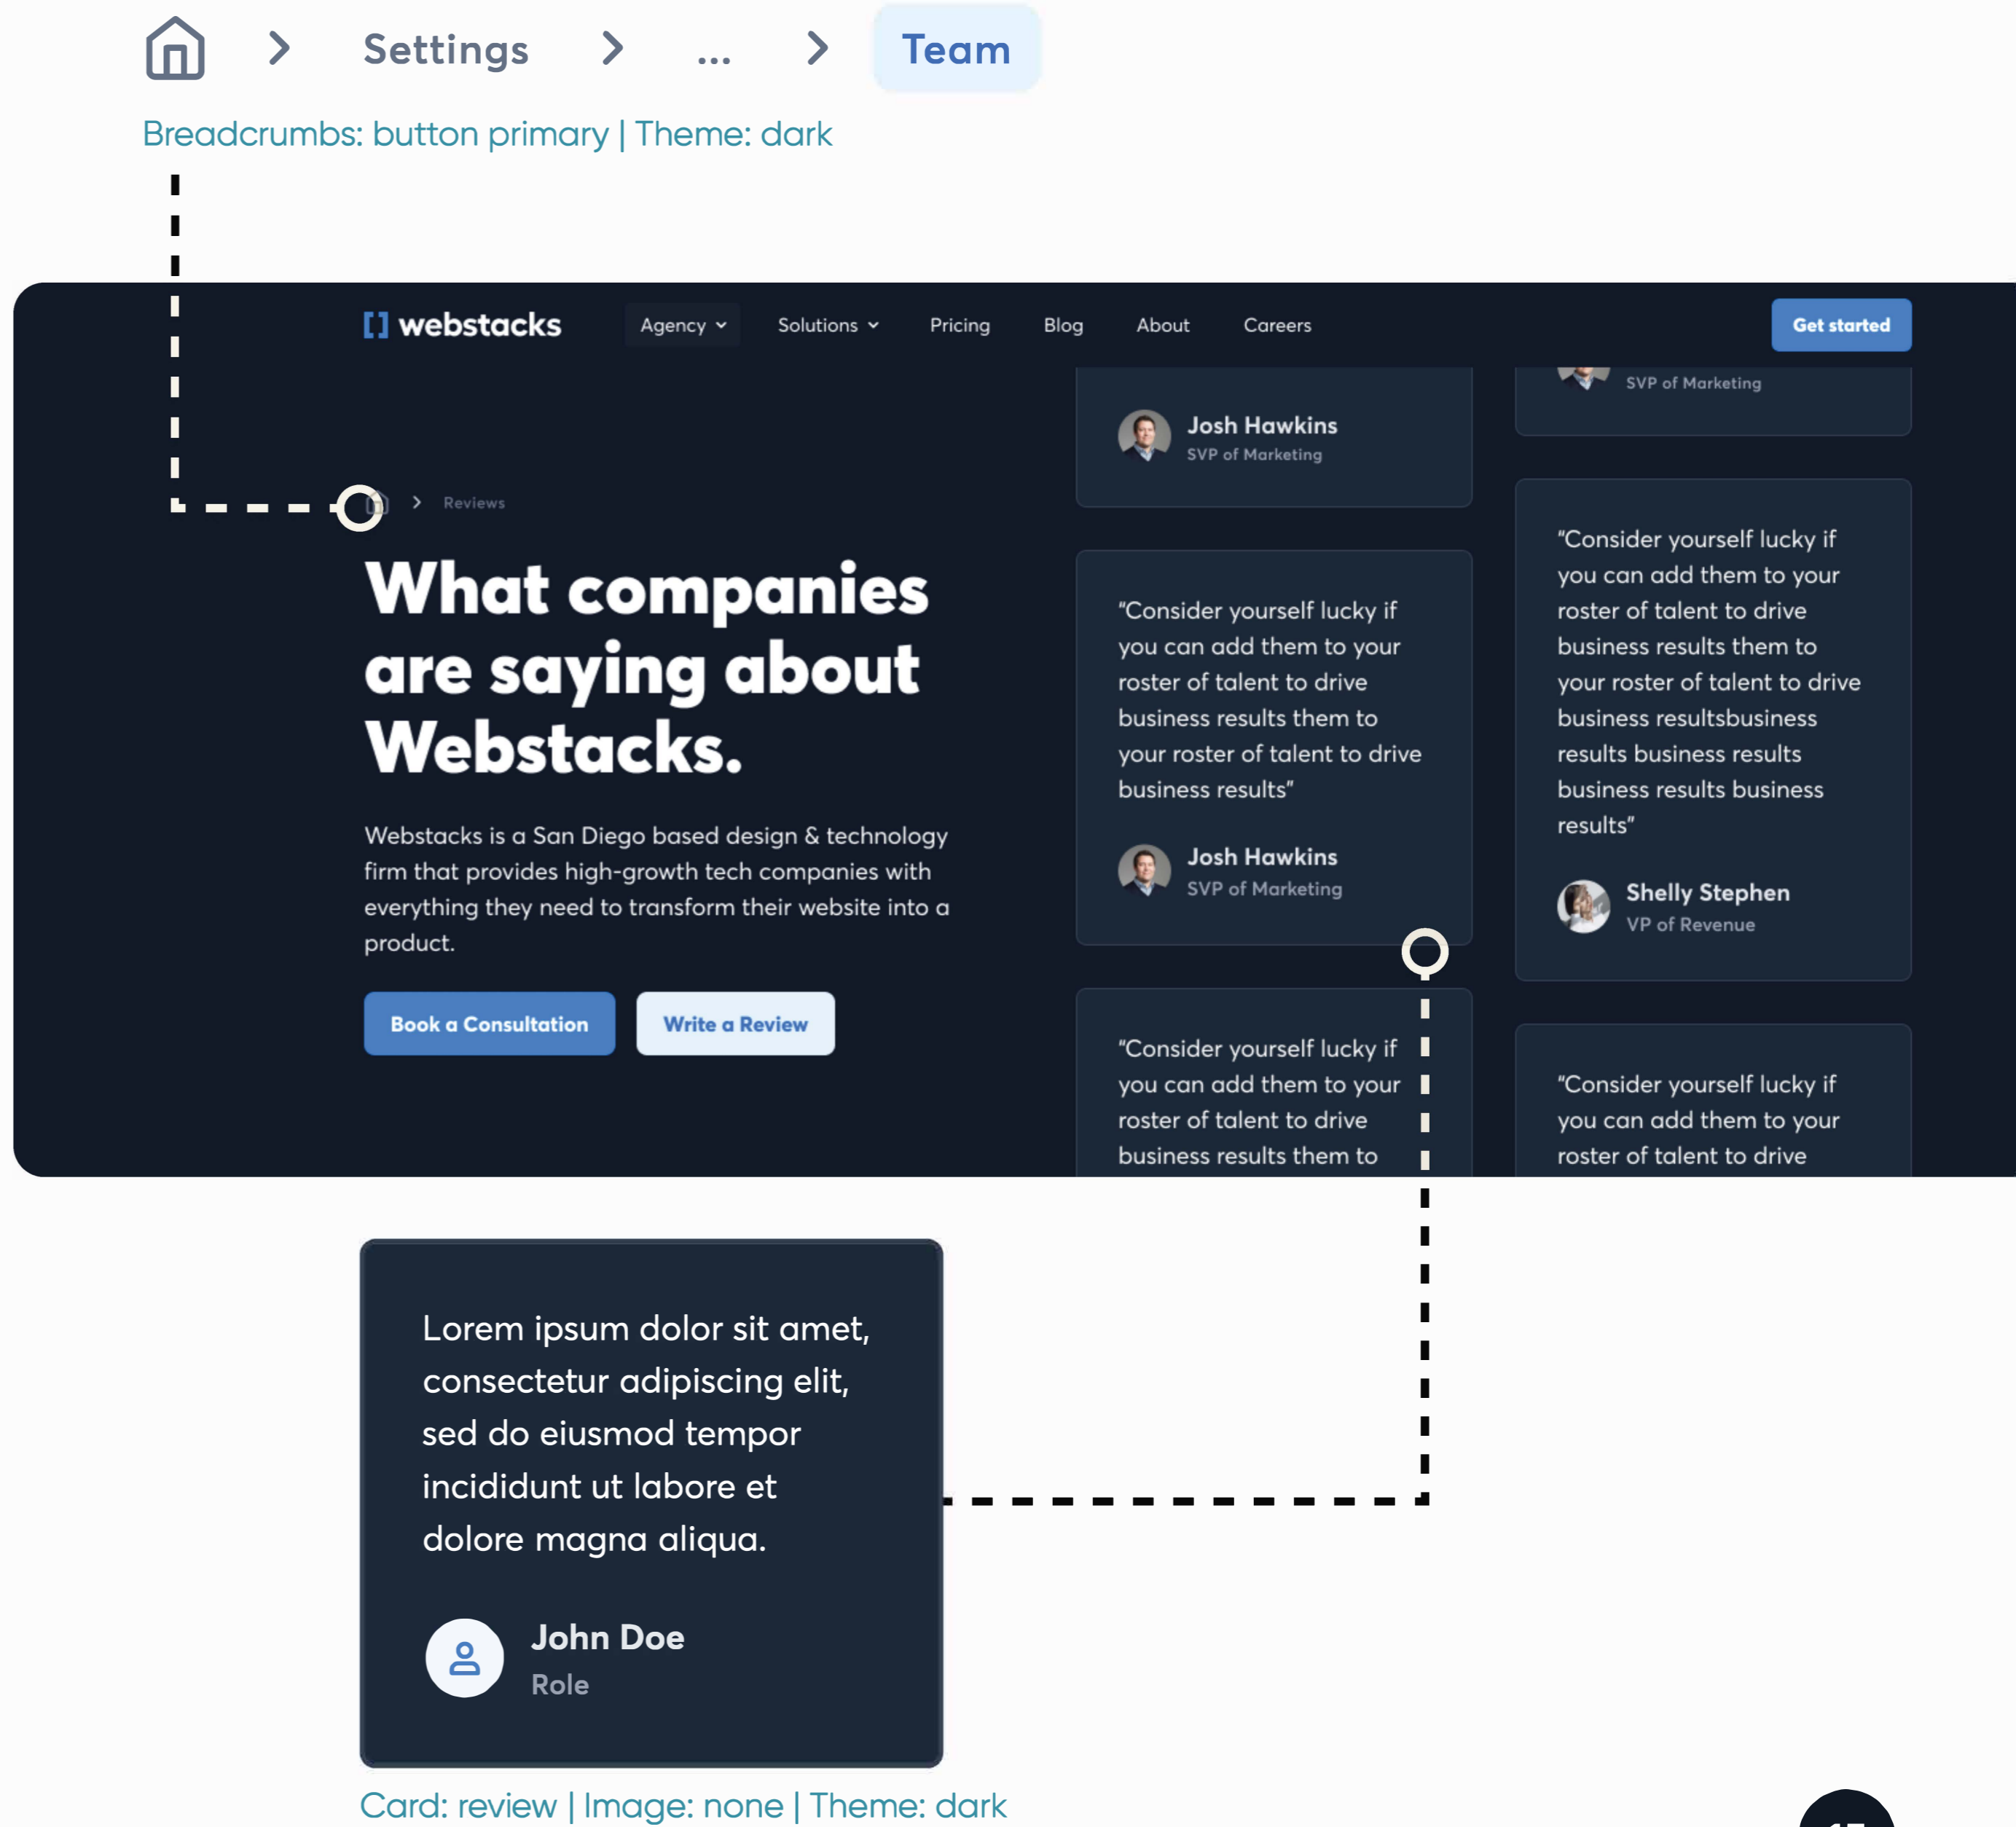 Settings ... Team
Breadcrumbs: button primary | Theme: dark
webstacks Agency Solutions Pricing Blog About Careers Get started
Reviews
What companies
are saying about
Webstacks.
Webstacks is a San Diego based design & technology
firm that provides high-growth tech companies with
everything they need to transform their website into a
product.
Book a Consultation Write a Review
Josh Hawkins
SVP of Marketing
"Consider yourself lucky if
you can add them to your
roster of talent to drive
business results them to
your roster of talent to drive
business results"
Josh Hawkins
SVP of Marketing
"Consider yourself lucky if
you can add them to your
roster of talent to drive
business results them to
SVP of Marketing
"Consider yourself lucky if
you can add them to your
roster of talent to drive
business results them to
your roster of talent to drive
business resultsbusiness
results business results
business results business
results"
Shelly Stephen
VP of Revenue
"Consider yourself lucky if
you can add them to your
roster of talent to drive
Lorem ipsum dolor sit amet,
consectetur adipiscing elit,
sed do eiusmod tempor
incididunt ut labore et
dolore magna aliqua.
John Doe
Role
Card: review | Image: none | Theme: dark